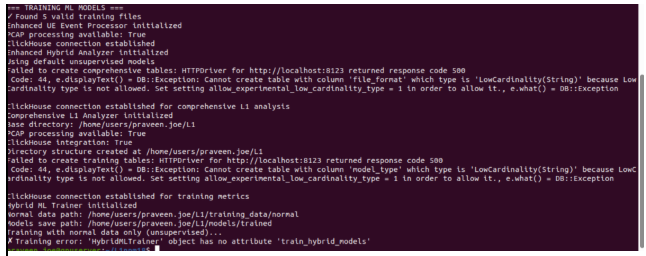 === TRAINING ML MODELS ===
✓ Found 5 valid training files
Enhanced UE Event Processor initialized
PCAP processing available: True
ClickHouse connection established
Enhanced Hybrid Analyzer initialized
Using default unsupervised models
Failed to create comprehensive tables: HTTPDriver for http://localhost:8123 returned response code 500
Code: 44, e.displayText() = DB::Exception: Cannot create table with column 'file_format' which type is 'LowCardinality(String)' because Low
Cardinality type is not allowed. Set setting allow_experimental_low_cardinality_type = 1 in order to allow it., e.what() = DB::Exception
ClickHouse connection established for comprehensive L1 analysis
Comprehensive L1 Analyzer initialized
Base directory: /home/users/praveen.joe/L1
PCAP processing available: True
ClickHouse integration: True
Directory structure created at /home/users/praveen.joe/L1
Failed to create training tables: HTTPDriver for http://localhost:8123 returned response code 500
Code: 44, e.displayText() = DB::Exception: Cannot create table with column 'model_type' which type is 'LowCardinality(String)' because LowC
ardinality type is not allowed. Set setting allow_experimental_low_cardinality_type = 1 in order to allow it., e.what() = DB::Exception
ClickHouse connection established for training metrics
Hybrid ML Trainer initialized
Normal data path: /home/users/praveen.joe/L1/training_data/normal
Models save path: /home/users/praveen.joe/L1/models/trained
Training with normal data only (unsupervised)...
✗ Training error: 'HybridMLTrainer' object has no attribute 'train_hybrid_models'